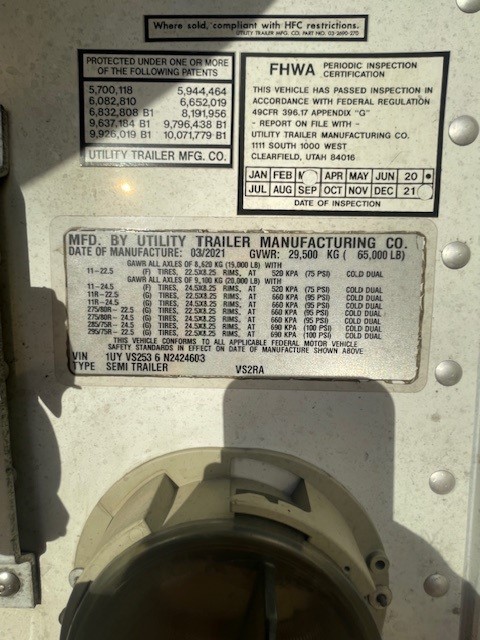 Where sold, compliant with HFC restrictions.
UTILITY TRAILER MFG. CO. PART NO. 03-2690-270
PROTECTED UNDER ONE OR MORE
OF THE FOLLOWING PATENTS
5,700,118 5,944,464
6,082,810 6,652,019
6,832,808 B1 8,191,956
9,637,184 B1 9,796,438 B1
9,926,019 B1 10,071,779 B1
UTILITY TRAILER MFG. CO.
FHWA PERIODIC INSPECTION
CERTIFICATION
THIS VEHICLE HAS PASSED INSPECTION IN
ACCORDANCE WITH FEDERAL REGULATION
49CFR 396.17 APPENDIX "G"
- REPORT ON FILE WITH -
UTILITY TRAILER MANUFACTURING CO.
1111 SOUTH 1000 WEST
CLEARFIELD, UTAH 84016
JAN FEB APR MAY JUN 20
JUL AUG SEP OCT NOV DEC 21
DATE OF INSPECTION
MFD. BY UTILITY TRAILER MANUFACTURING CO.
DATE OF MANUFACTURE: 03/2021 GVWR: 29,500 KG ( 65,000 LB)
GAWR ALL AXLES OF 8,620 KG (19,000 LB) WITH
11-22.5 (F) TIRES, 22.5X8.25 RIMS, AT 520 KPA (75 PSI) COLD DUAL
GAWR ALL AXLES OF 9,100 KG (20,000 LB) WITH
11-24.5 (F) TIRES, 24.5X8.25 RIMS, AT 520 KPA (75 PSI) COLD DUAL
11R-22.5 (G) TIRES, 22.5X8.25 RIMS, AT 660 KPA (95 PSI) COLD DUAL
11R-24.5 (G) TIRES, 24.5X8.25 RIMS, AT 660 KPA (95 PSI) COLD DUAL
275/80R- 22.5 (G) TIRES, 22.5X8.25 RIMS, AT 660 KPA (95 PSI) COLD DUAL
275/80R- 24.5 (G) TIRES, 24.5X8.25 RIMS, AT 660 KPA (95 PSI) COLD DUAL
285/75R- 24.5 (G) TIRES, 24.5X8.25 RIMS, AT 690 KPA (100 PSI) COLD DUAL
295/75R- 22.5 (G) TIRES, 22.5X8.25 RIMS, AT 690 KPA (100 PSI) COLD DUAL
THIS VEHICLE CONFORMS TO ALL APPLICABLE FEDERAL MOTOR VEHICLE
SAFETY STANDARDS IN EFFECT ON DATE OF MANUFACTURE SHOWN ABOVE
VIN 1UY VS253 6 N2424603
TYPE SEMI TRAILER VS2RA